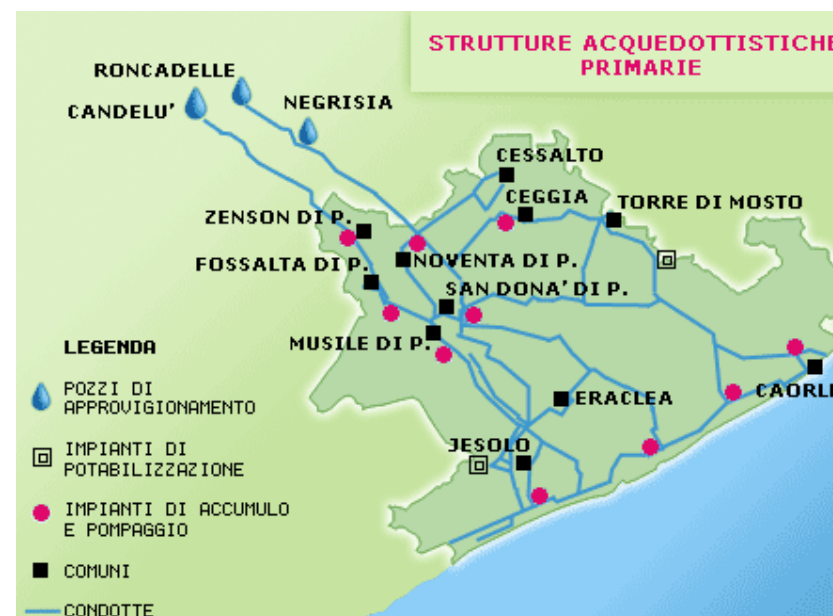 STRUTTURE ACQUEDOTTISTICHE
PRIMARIE
RONCADELLE
CANDELU'
NEGRISIA
CESSALTO
CEGGIA
TORRE DI MOSTO
ZENSON DI P.
FOSSALTA DI P.
NOVENTA DI P.
SAN DONA' DI P.
MUSILE DI P.
ERACLEA
CAORLE
JESOLO
LEGENDA
POZZI DI
APPROVIGIONAMENTO
IMPIANTI DI
POTABILIZZAZIONE
IMPIANTI DI ACCUMULO
E POMPAGGIO
COMUNI
CONDOTTE